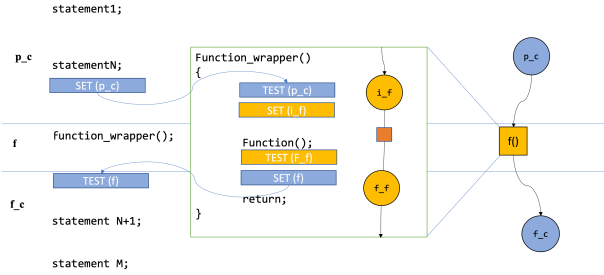 statement1;
p_c
statementN;
SET (p_c)
Function_wrapper()
{
TEST (p_c)
SET (i_f)
i_f
p_c
f
Function_wrapper();
Function();
TEST (F_f)
f()
TEST (f)
SET (f)
f_f
f_c
return;
statement N+1;
}
f_c
statement M;